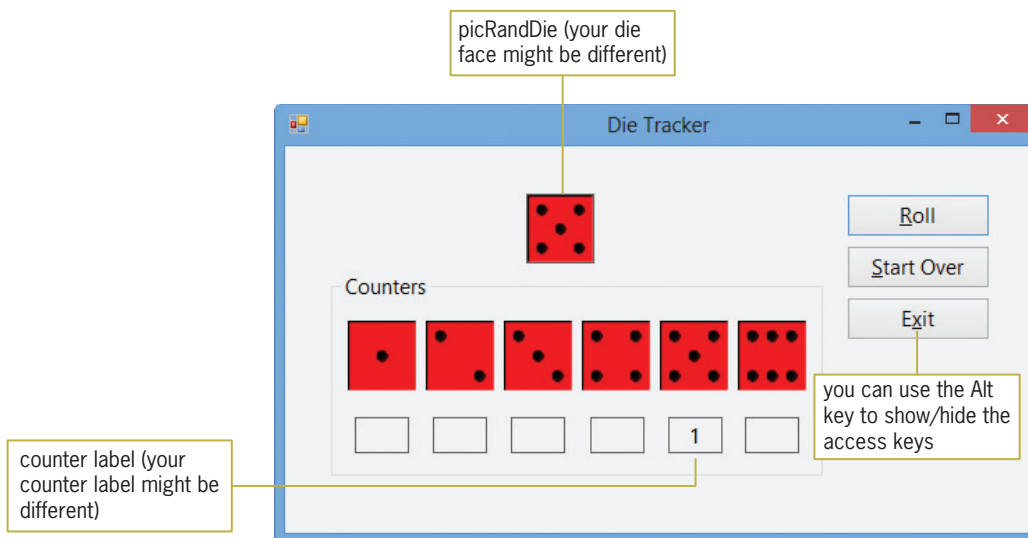 picRandDie (your die
face might be different)
Die Tracker
Roll
Start Over
Exit
Counters
1
you can use the Alt
key to show/hide the
access keys
counter label (your
counter label might be
different)